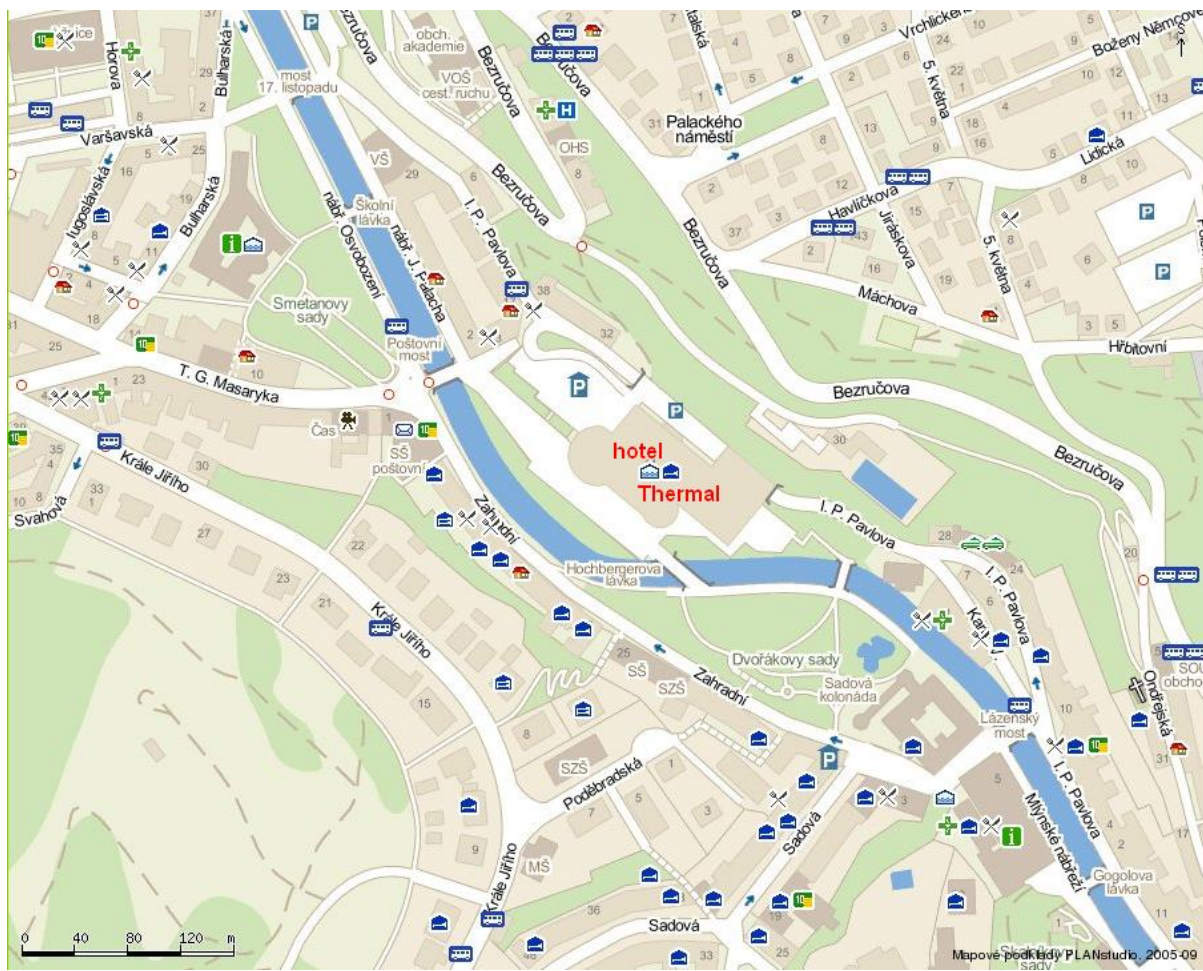 Horova
Bulharská
most
17. listopadu
Varšavská
Bezručova
obch.
akademie
VOŠ
cest. ruchu
Bezručova
Bezručova
H
OHS
Palackého
náměstí
Vrchlického
Boženy Němcové
5. května
Lidická
Havlíčkova
Jiráskova
5. května
Máchova
Hřbitovní
Bezručova
Bezručova
Bezručova
Bezručova
Jugoslávská
Bulharská
VŠ
Školní
lávka
nábř. Osvobození
nábř. J. Palacha
I. P. Pavlova
Smetanovy
sady
Poštovní
most
T. G. Masaryka
Čas
SŠ
poštovní
hotel
Thermal
I. P. Pavlova
I. P. Pavlova
Krále Jiřího
Svahová
Zahradní
Hochbergerova
lávka
Krále Jiřího
Dvořákovy sady
Sadová
kolonáda
Zahradní
SŠ
SZŠ
SZŠ
Poděbradská
Lázeňský
most
Ondřejská
SOU
I. P. Pavlova
Mlýnské nábřeží
Gogolova
lávka
Sadová
MŠ
Krále Jiřího
Sadová
sady
0 40 80 120 m
Mapové podklady PLANstudio, 2005-09